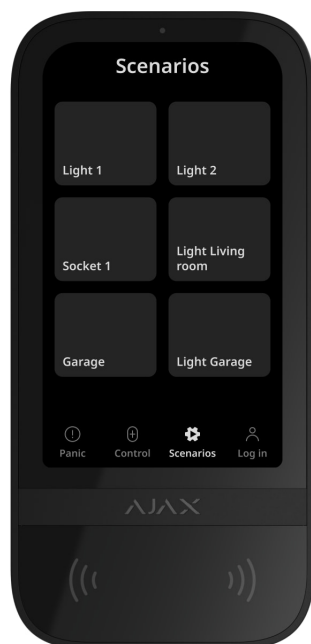 Scenarios
Light 1
Light 2
Socket 1
Light Living
room
Garage
Light Garage
Panic Control Scenarios Log in
AJAX